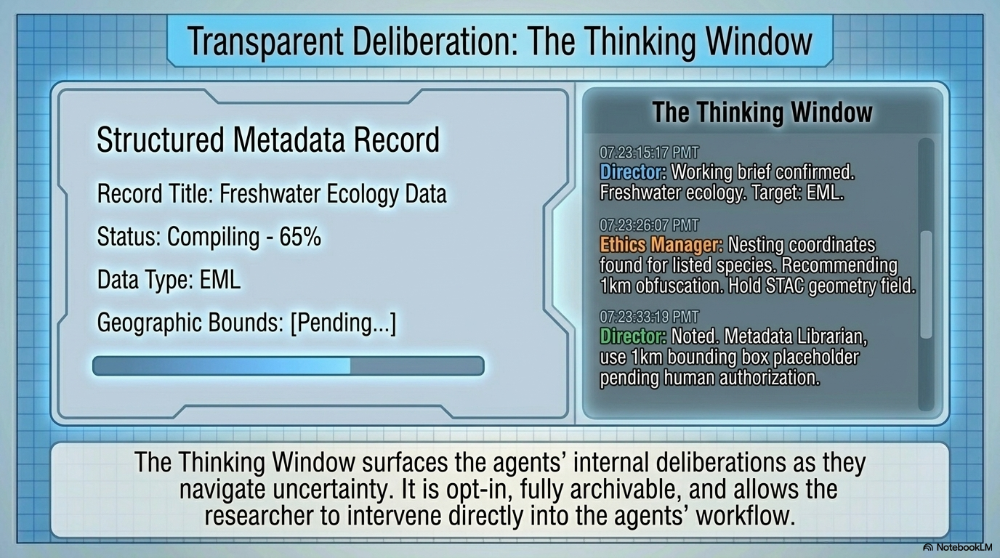 Transparent Deliberation: The Thinking Window
Structured Metadata Record
Record Title: Freshwater Ecology Data
Status: Compiling - 65%
Data Type: EML
Geographic Bounds: [Pending...]
The Thinking Window
07.23:15:17 PMT
Director: Working brief confirmed.
Freshwater ecology. Target: EML.
07.23:26:07 PMT
Ethics Manager: Nesting coordinates
found for listed species. Recommending
1km obfuscation. Hold STAC geometry field.
07:23:33:19 PMT
Director: Noted. Metadata Librarian,
use 1km bounding box placeholder
pending human authorization.
The Thinking Window surfaces the agents’ internal deliberations as they
navigate uncertainty. It is opt-in, fully archivable, and allows the
researcher to intervene directly into the agents’ workflow.
NotebookLM